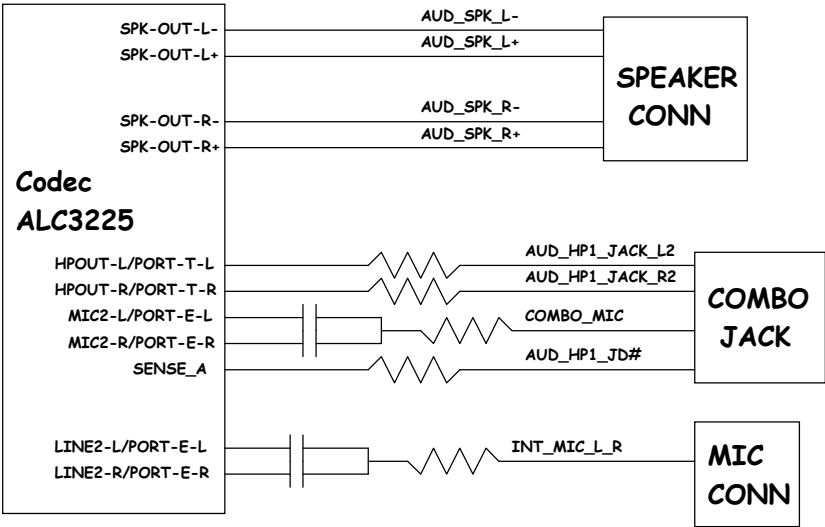 SPK-OUT-L-
AUD_SPK_L-
SPK-OUT-L+
AUD_SPK_L+
SPK-OUT-R-
AUD_SPK_R-
SPK-OUT-R+
AUD_SPK_R+
SPEAKER
CONN
Codec
ALC3225
HPOUT-L/PORT-T-L
AUD_HP1_JACK_L2
HPOUT-R/PORT-T-R
AUD_HP1_JACK_R2
MIC2-L/PORT-E-L
COMBO_MIC
MIC2-R/PORT-E-R
SENSE_A
AUD_HP1_JD#
COMBO
JACK
LINE2-L/PORT-E-L
INT_MIC_L_R
LINE2-R/PORT-E-R
MIC
CONN